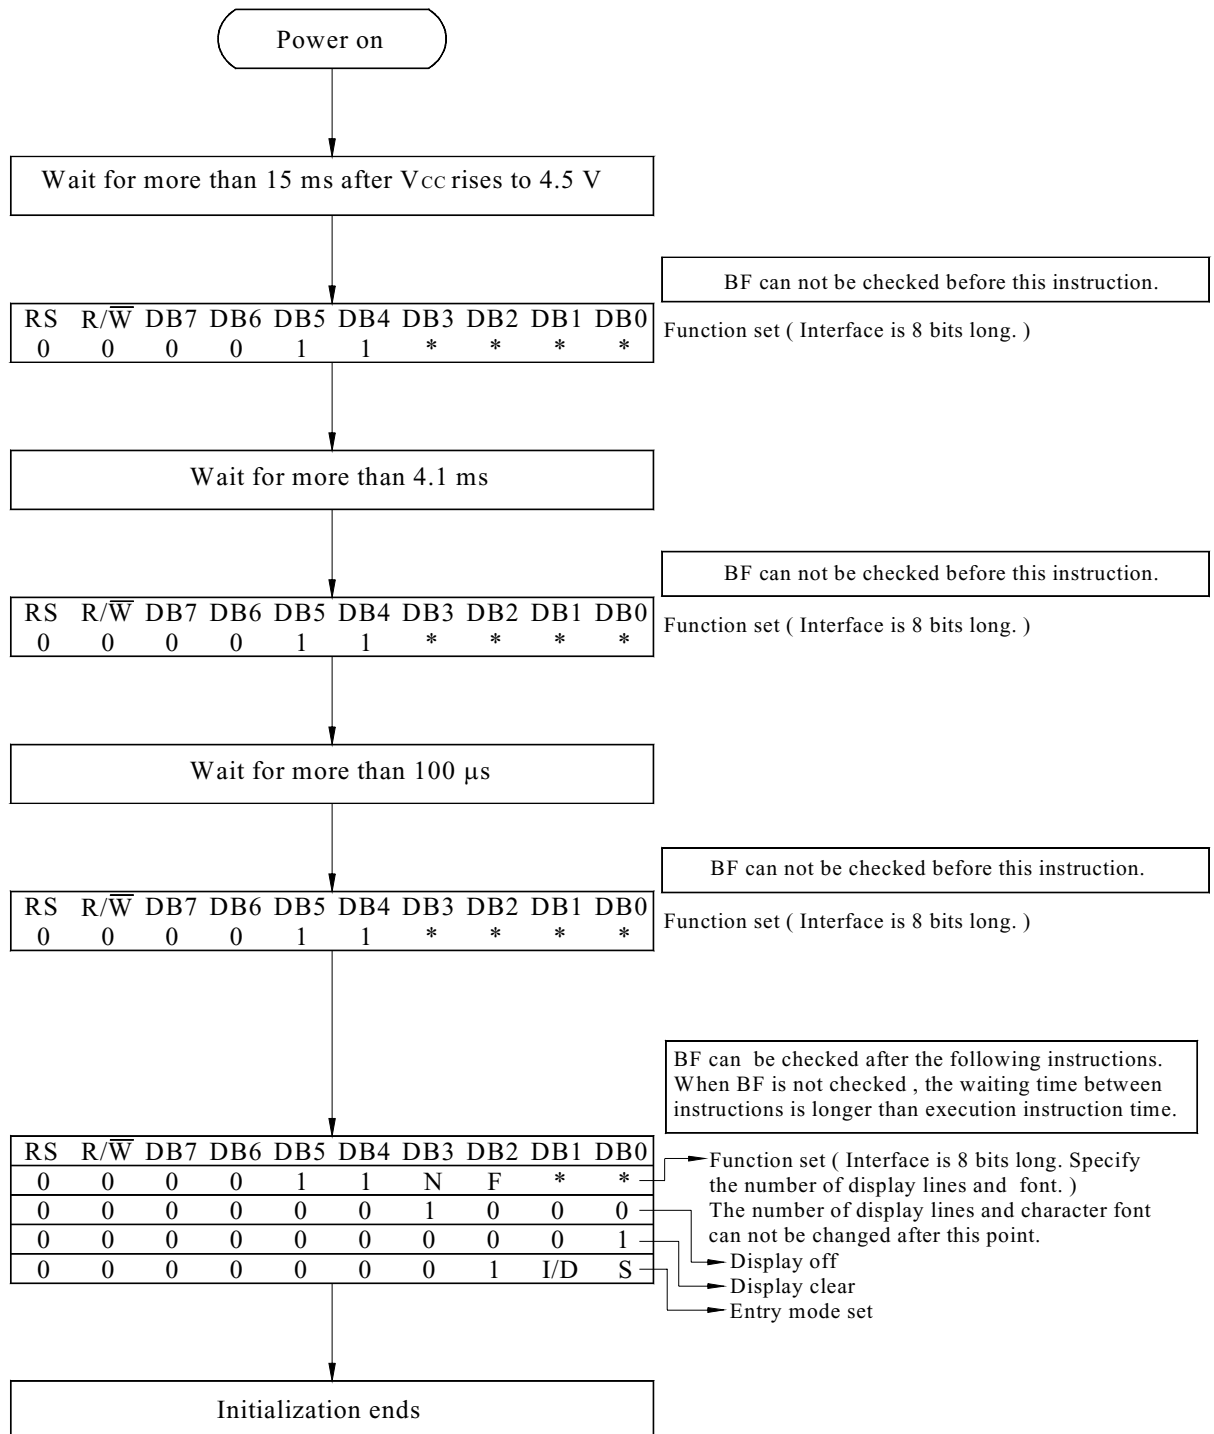 Power on
Wait for more than 15 ms after VCC rises to 4.5 V
BF can not be checked before this instruction.
RS R/W̅ DB7 DB6 DB5 DB4 DB3 DB2 DB1 DB0
0 0 0 0 1 1 * * * *
Function set ( Interface is 8 bits long. )
Wait for more than 4.1 ms
BF can not be checked before this instruction.
RS R/W̅ DB7 DB6 DB5 DB4 DB3 DB2 DB1 DB0
0 0 0 0 1 1 * * * *
Function set ( Interface is 8 bits long. )
Wait for more than 100 µs
BF can not be checked before this instruction.
RS R/W̅ DB7 DB6 DB5 DB4 DB3 DB2 DB1 DB0
0 0 0 0 1 1 * * * *
Function set ( Interface is 8 bits long. )
BF can be checked after the following instructions.
When BF is not checked , the waiting time between
instructions is longer than execution instruction time.
RS R/W̅ DB7 DB6 DB5 DB4 DB3 DB2 DB1 DB0
0 0 0 0 1 1 N F * *
0 0 0 0 0 0 1 0 0 0
0 0 0 0 0 0 0 0 0 1
0 0 0 0 0 0 0 1 I/D S
Function set ( Interface is 8 bits long. Specify
the number of display lines and font. )
The number of display lines and character font
can not be changed after this point.
Display off
Display clear
Entry mode set
Initialization ends